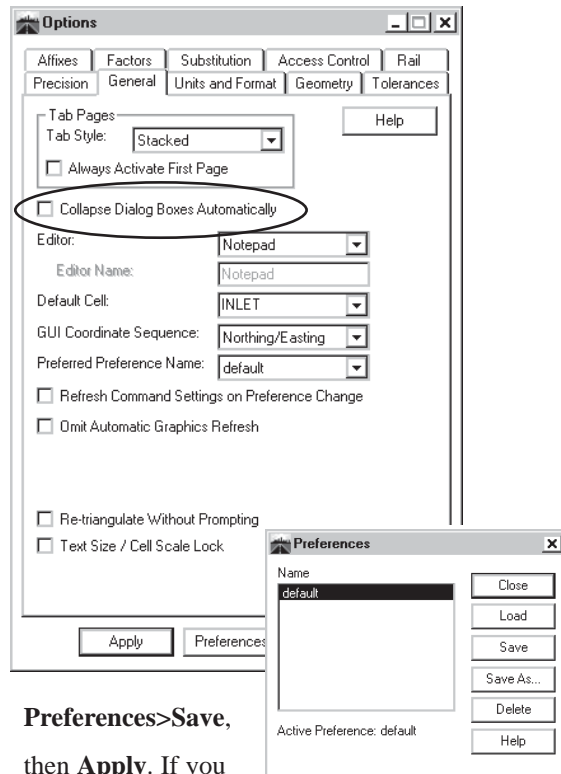 Options
Affixes Factors Substitution Access Control Rail
Precision General Units and Format Geometry Tolerances
Tab Pages
Help
Tab Style: Stacked
Always Activate First Page
Collapse Dialog Boxes Automatically
Editor: Notepad
Editor Name: Notepad
Default Cell: INLET
GUI Coordinate Sequence: Northing/Easting
Preferred Preference Name: default
Refresh Command Settings on Preference Change
Omit Automatic Graphics Refresh
Re-triangulate Without Prompting
Text Size / Cell Scale Lock
Apply Preferences
Preferences
Name
default
Close
Load
Save
Save As...
Delete
Help
Active Preference: default
Preferences>Save,
then Apply. If you